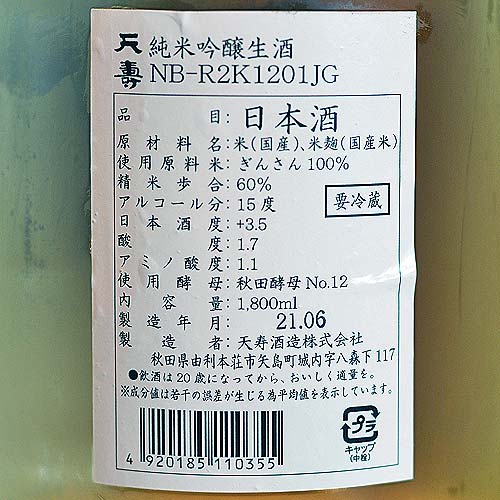 天壽 純米吟醸生酒
NB-R2K1201JG
品目:日本酒
原材料名:米(国産)、米麹(国産米)
使用原料米:ぎんさん100%
精米歩合:60%
アルコール分:15度
要冷蔵
日本酒度:+3.5
酸度:1.7
アミノ酸度:1.1
使用酵母:秋田酵母No.12
内容量:1,800ml
製造年月:21.06
製造者:天寿酒造株式会社
秋田県由利本荘市矢島町城内字八森下117
●飲酒は20歳になってから、おいしく適量を。
※成分値は若干の誤差が生じる為平均値を表示しています。
4 920185 110355
プラ
キャップ
(中栓)